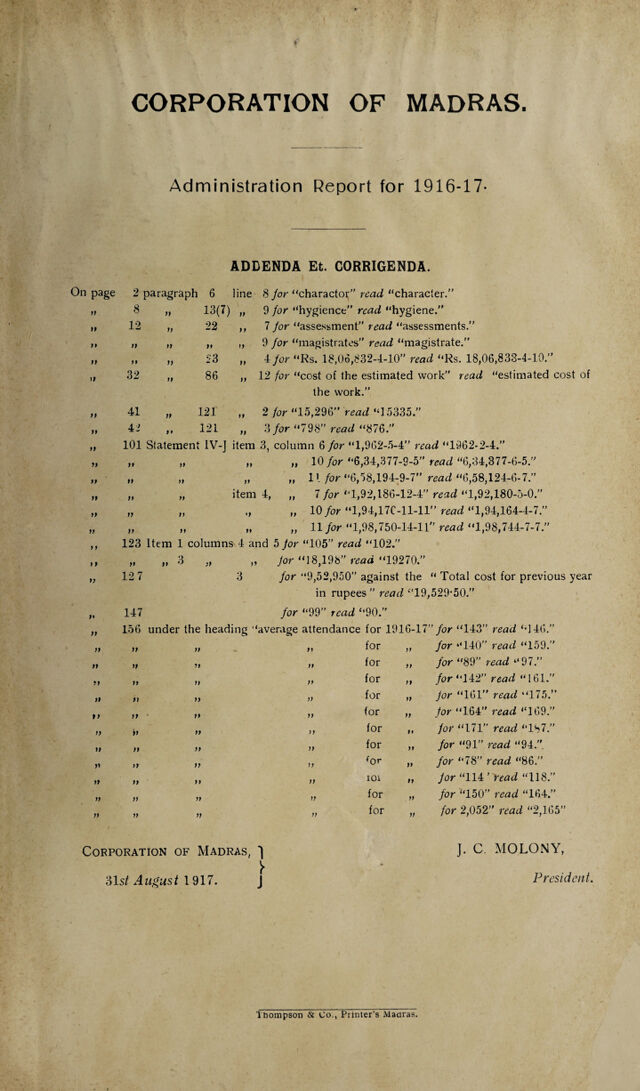 CORPORATION OF MADRAS.
Administration Report for 1916-17.
ADDENDA Et. CORRIGENDA.
On page 2 paragraph 6 line 8 for “charactor” read “character.”
„ 8 „ 13(7) „ 9 for “hygience” read “hygiene.”
„ 12 „ 22 „ 7 for “assessment” read “assessments.”
„ „ „ „ „ 9 for “magistrates” read “magistrate.”
„ „ „ 23 „ 4 for “Rs. 18,06,832-4-10” read “Rs. 18,06,833-4-10.”
„ 32 „ 86 „ 12 for “cost of the estimated work” read “estimated cost of
the work.”
„ 41 „ 121 „ 2 for “15,296” read “15335.”
„ 42 „ 121 „ 3 for “798” read “876.”
„ 101 Statement IV-J item 3, column 6 for “1,962-5-4” read “1962-2-4.”
„ „ „ „ „ 10 for “6,34,377-9-5” read “6,34,377-6-5.”
„ „ „ „ „ 11 for “6,58,194-9-7” read “6,58,124-6-7.”
„ „ „ item 4, „ 7 for “1,92,186-12-4” read “1,92,180-5-0.”
„ „ „ „ „ 10 for “1,94,170-11-11” read “1,94,164-4-7.”
„ „ „ „ „ 11 for “1,98,750-14-11” read “1,98,744-7-7.”
„ 123 Item 1 columns 4 and 5 for “105” read “102.”
„ „ „ 3 „ „ for “18,198” read “19270.”
„ 127 3 for “9,52,950” against the “ Total cost for previous year
in rupees ” read “19,529·50.”
„ 147 for “99” read “90.”
„ 156 under the heading “average attendance for 1916-17” for “143” read “146.”
„ „ „ „ for „ for “140” read “159.”
„ „ „ „ for „ for “89” read “97.”
„ „ „ „ for „ for “142” read “161.”
„ „ „ „ for „ for “161” read “175.”
„ „ „ „ for „ for “164” read “169.”
„ „ „ „ for „ for “171” read “187.”
„ „ „ „ for „ for “91” read “94.”
„ „ „ „ for „ for “78” read “86.”
„ „ „ „ for „ for “114 ’ read “118.”
„ „ „ „ for „ for “150” read “164.”
„ „ „ „ for „ for 2,052” read “2,165”
CORPORATION OF MADRAS, }
31st August 1917.
J. C. MOLONY,
President.
Thompson & Co., Printer's Madras.